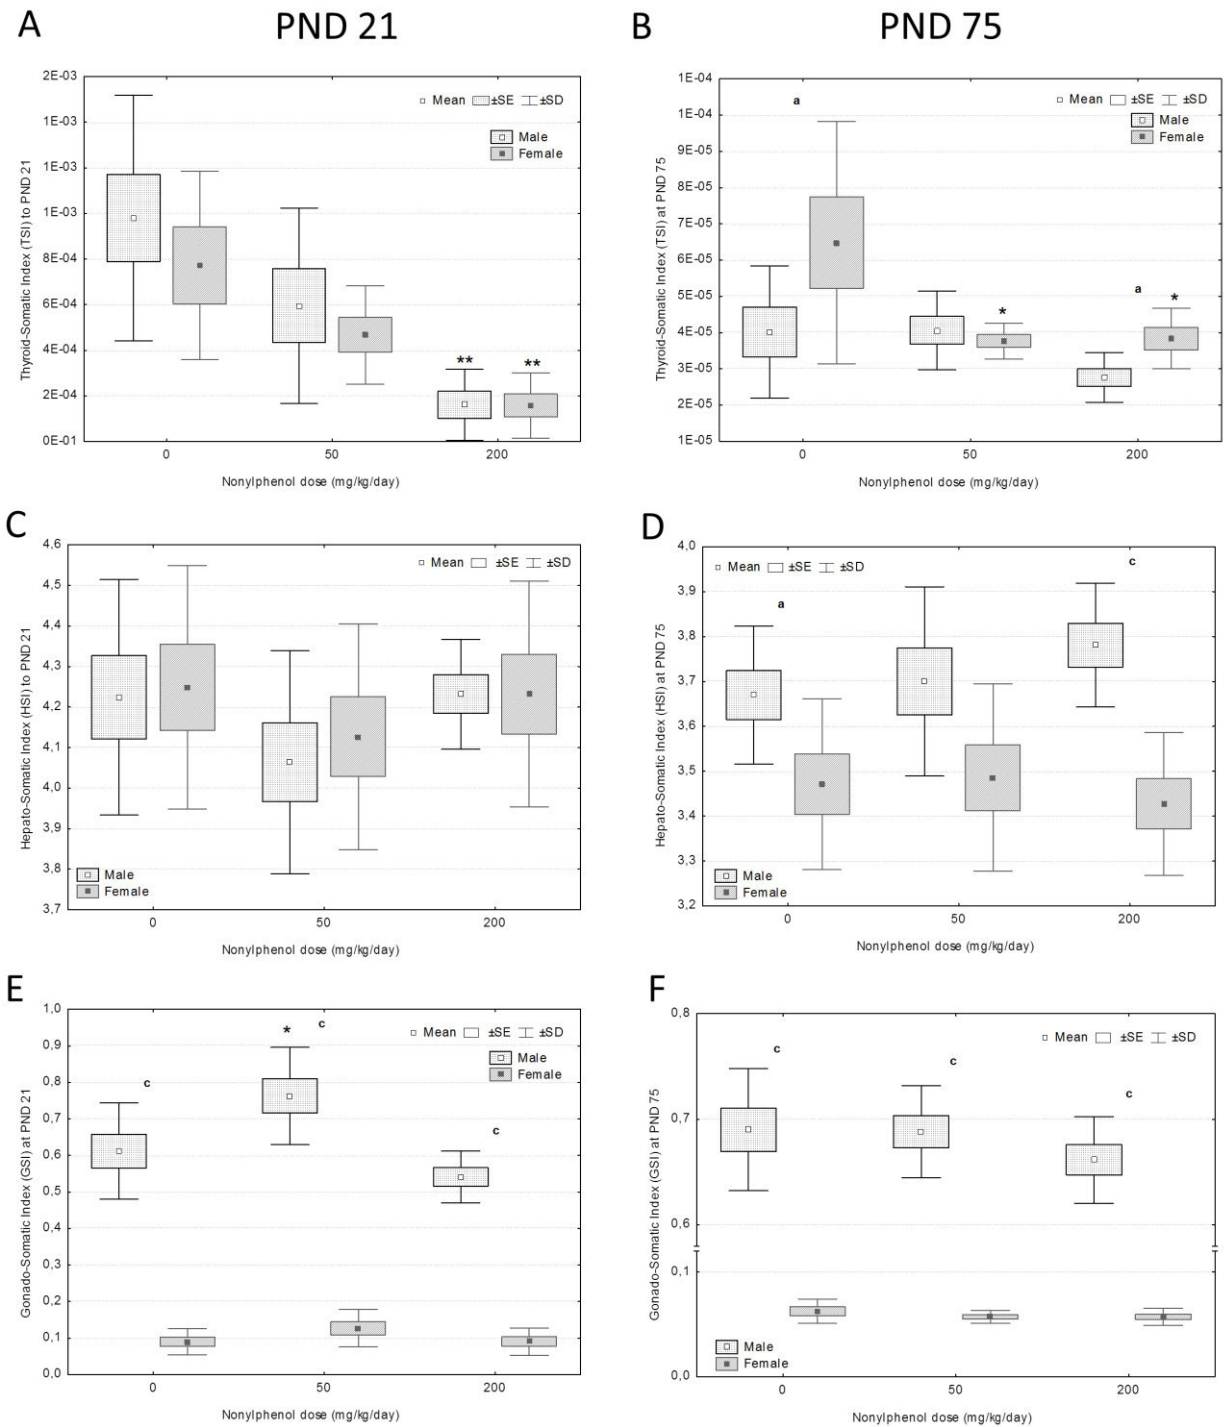 A PND 21
B PND 75
2E-03
1E-03
1E-03
1E-03
8E-04
6E-04
4E-04
2E-04
0E-01
Thyroid-Somatic Index (TSI) to PND 21
Mean ±SE ±SD
Male
Female
** **
0 50 200
Nonylphenol dose (mg/kg/day)
1E-04
1E-04
9E-05
8E-05
7E-05
6E-05
5E-05
4E-05
3E-05
2E-05
1E-05
Thyroid-Somatic Index (TSI) at PND 75
Mean ±SE ±SD
Male
Female
a
*
a *
0 50 200
Nonylphenol dose (mg/kg/day)
C
4,6
4,5
4,4
4,3
4,2
4,1
4,0
3,9
3,8
3,7
Hepato-Somatic Index (HSI) to PND 21
Mean ±SE ±SD
Male
Female
0 50 200
Nonylphenol dose (mg/kg/day)
D
4,0
3,9
3,8
3,7
3,6
3,5
3,4
3,3
3,2
Hepato-Somatic Index (HSI) at PND 75
Mean ±SE ±SD
a
c
Male
Female
0 50 200
Nonylphenol dose (mg/kg/day)
E
1,0
0,9
0,8
0,7
0,6
0,5
0,4
0,3
0,2
0,1
0,0
Gonado-Somatic Index (GSI) at PND 21
Mean ±SE ±SD
Male
Female
c
* c
c
0 50 200
Nonylphenol dose (mg/kg/day)
F
0,8
0,7
0,6
0,1
0,0
Gonado-Somatic Index (GSI) at PND 75
Mean ±SE ±SD
c
c
c
Male
Female
0 50 200
Nonylphenol dose (mg/kg/day)